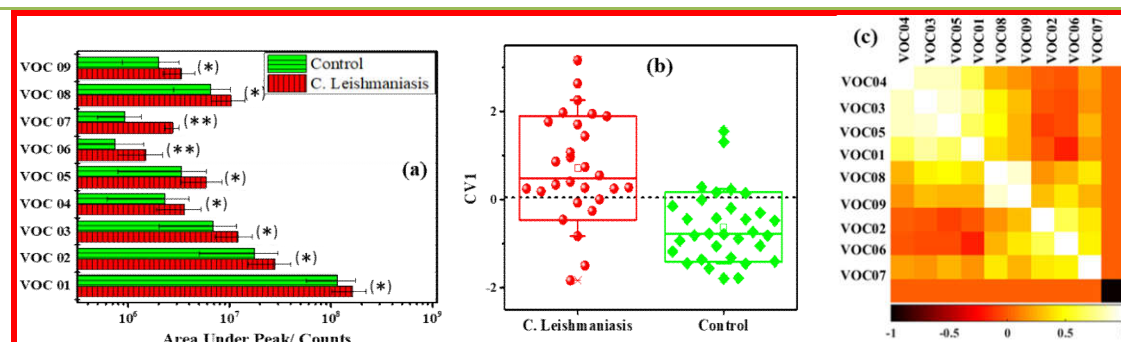 (a)
Control
C. Leishmaniasis
VOC 09
(*)
VOC 08
(*)
VOC 07
(**)
VOC 06
(**)
VOC 05
(*)
VOC 04
(*)
VOC 03
(*)
VOC 02
(*)
VOC 01
(*)
10^6 10^7 10^8 10^9
Area Under Peak/ Counts
(b)
CV1
2
0
-2
C. Leishmaniasis Control
(c)
VOC04 VOC03 VOC05 VOC01 VOC08 VOC09 VOC02 VOC06 VOC07
VOC04
VOC03
VOC05
VOC01
VOC08
VOC09
VOC02
VOC06
VOC07
-1 -0.5 0 0.5